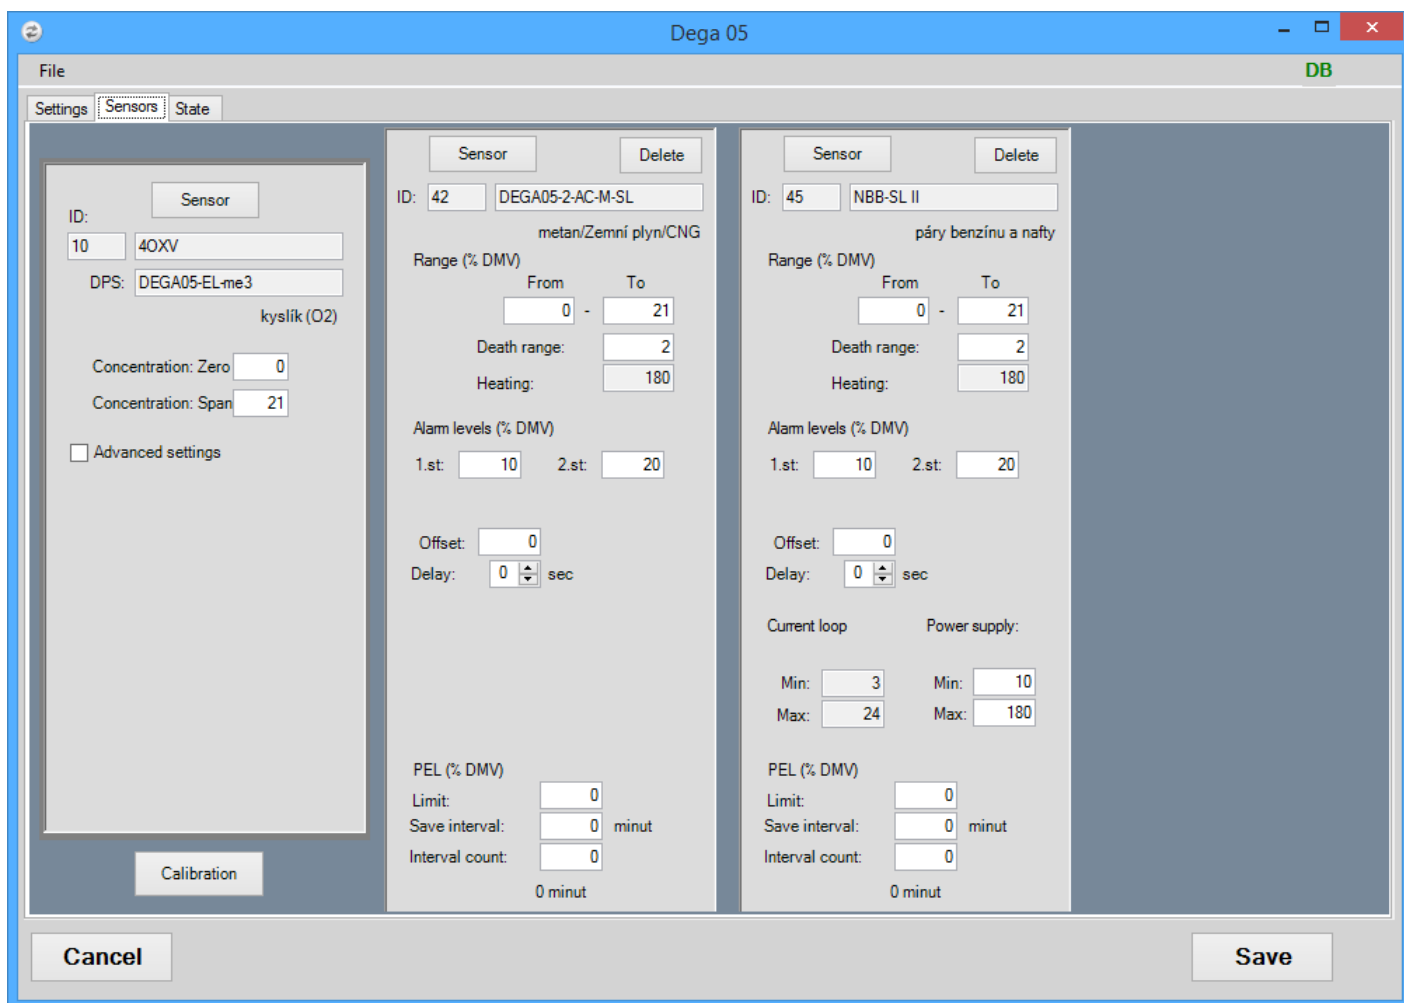 Dega 05
File
DB
Settings Sensors State
Sensor
ID:
10 4OXV
DPS: DEGA05-EL-me3
kyslík (O2)
Concentration: Zero 0
Concentration: Span 21
Advanced settings
Calibration
Sensor Delete
ID: 42 DEGA05-2-AC-M-SL
metan/Zemní plyn/CNG
Range (% DMV)
From To
0 - 21
Death range: 2
Heating: 180
Alarm levels (% DMV)
1.st: 10 2.st: 20
Offset: 0
Delay: 0 sec
PEL (% DMV)
Limit: 0
Save interval: 0 minut
Interval count: 0
0 minut
Sensor Delete
ID: 45 NBB-SL II
páry benzínu a nafty
Range (% DMV)
From To
0 - 21
Death range: 2
Heating: 180
Alarm levels (% DMV)
1.st: 10 2.st: 20
Offset: 0
Delay: 0 sec
Current loop Power supply:
Min: 3 Min: 10
Max: 24 Max: 180
PEL (% DMV)
Limit: 0
Save interval: 0 minut
Interval count: 0
0 minut
Cancel Save